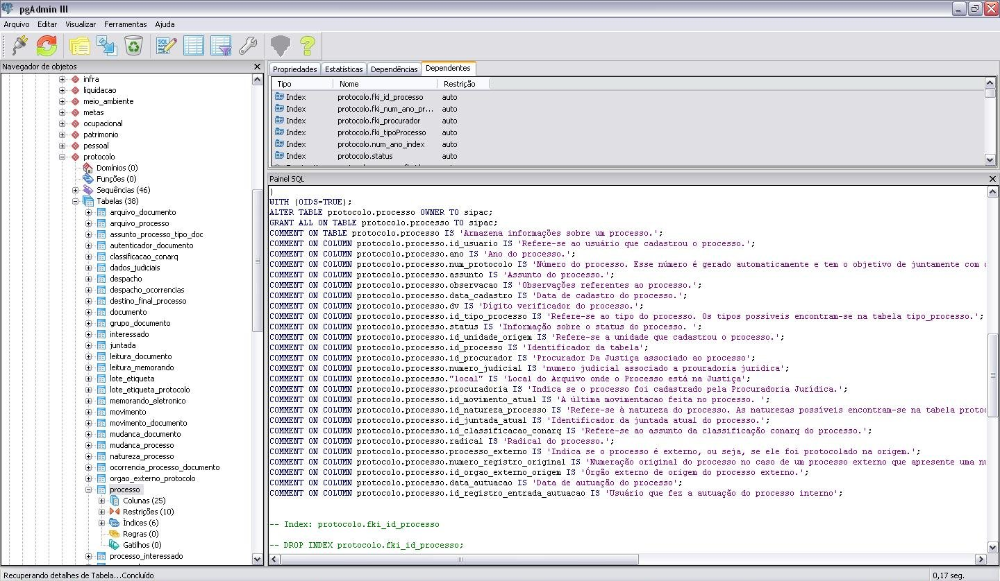 pgAdmin III
Arquivo Editar Visualizar Ferramentas Ajuda
SQL
Navegador de objetos
infra
liquidacao
meio_ambiente
metas
ocupacional
patrimonio
pessoal
protocolo
Domínios (0)
Funções (0)
Sequências (46)
Tabelas (38)
arquivo_documento
arquivo_processo
assunto_processo_tipo_doc
autenticador_documento
classificacao_conarq
dados_judiciais
despacho
despacho_ocorrencias
destino_final_processo
documento
grupo_documento
interessado
juntada
leitura_documento
leitura_memorando
lote_etiqueta
lote_etiqueta_protocolo
memorando_eletronico
movimento
movimento_documento
mudanca_documento
mudanca_processo
natureza_processo
ocorrencia_processo_documento
orgao_externo_protocolo
processo
Colunas (25)
Restrições (10)
Índices (6)
Regras (0)
Gatilhos (0)
processo_interessado
Propriedades Estatísticas Dependências Dependentes
Tipo Nome Restrição
Index protocolo.fki_id_processo auto
Index protocolo.fki_num_ano_pr... auto
Index protocolo.fki_procurador auto
Index protocolo.fki_tipoProcesso auto
Index protocolo.num_ano_index auto
Index protocolo.status auto
Painel SQL
)
WITH (OIDS=TRUE);
ALTER TABLE protocolo.processo OWNER TO sipac;
GRANT ALL ON TABLE protocolo.processo TO sipac;
COMMENT ON TABLE protocolo.processo IS 'Armazena informações sobre um processo.';
COMMENT ON COLUMN protocolo.processo.id_usuario IS 'Refere-se ao usuário que cadastrou o processo.';
COMMENT ON COLUMN protocolo.processo.ano IS 'Ano do processo.';
COMMENT ON COLUMN protocolo.processo.num_protocolo IS 'Número do processo. Esse número é gerado automaticamente e tem o objetivo de juntamente com
COMMENT ON COLUMN protocolo.processo.assunto IS 'Assunto do processo.';
COMMENT ON COLUMN protocolo.processo.observacao IS 'Observações referentes ao processo.';
COMMENT ON COLUMN protocolo.processo.data_cadastro IS 'Data de cadastro do processo.';
COMMENT ON COLUMN protocolo.processo.dv IS 'Dígito verificador do processo.';
COMMENT ON COLUMN protocolo.processo.id_tipo_processo IS 'Refere-se ao tipo do processo. Os tipos possíveis encontram-se na tabela tipo_processo.';
COMMENT ON COLUMN protocolo.processo.status IS 'Informação sobre o status do processo. ';
COMMENT ON COLUMN protocolo.processo.id_unidade_origem IS 'Refere-se a unidade que cadastrou o processo.';
COMMENT ON COLUMN protocolo.processo.id_processo IS 'Identificador da tabela';
COMMENT ON COLUMN protocolo.processo.id_procurador IS 'Procurador Da Justiça associado ao processo';
COMMENT ON COLUMN protocolo.processo.numero_judicial IS 'numero judicial associado a prouradoria juridica';
COMMENT ON COLUMN protocolo.processo."local" IS 'Local do Arquivo onde o Processo está na Justiça';
COMMENT ON COLUMN protocolo.processo.procuradoria IS 'Indica se o processo foi cadastrado pela Procuradoria Jurídica.';
COMMENT ON COLUMN protocolo.processo.id_movimento_atual IS 'A última movimentacao feita no processo. ';
COMMENT ON COLUMN protocolo.processo.id_natureza_processo IS 'Refere-se à natureza do processo. As naturezas possíveis encontram-se na tabela proto
COMMENT ON COLUMN protocolo.processo.id_juntada_atual IS 'Identificador da juntada atual do processo.';
COMMENT ON COLUMN protocolo.processo.id_classificacao_conarq IS 'Refere-se ao assunto da classificação conarq do processo.';
COMMENT ON COLUMN protocolo.processo.radical IS 'Radical do processo.';
COMMENT ON COLUMN protocolo.processo.processo_externo IS 'Indica se o processo é externo, ou seja, se ele foi protocolado na origem.';
COMMENT ON COLUMN protocolo.processo.numero_registro_original IS 'Numeração original do processo no caso de um processo externo que apresente uma
COMMENT ON COLUMN protocolo.processo.id_orgao_externo_origem IS 'Órgão externo de origem do processo externo.';
COMMENT ON COLUMN protocolo.processo.data_autuacao IS 'Data de autuação do processo';
COMMENT ON COLUMN protocolo.processo.id_registro_entrada_autuacao IS 'Usuário que fez a autuação do processo interno';
-- Index: protocolo.fki_id_processo
-- DROP INDEX protocolo.fki_id_processo;
Recuperando detalhes de Tabela...Concluído 0,17 seg.